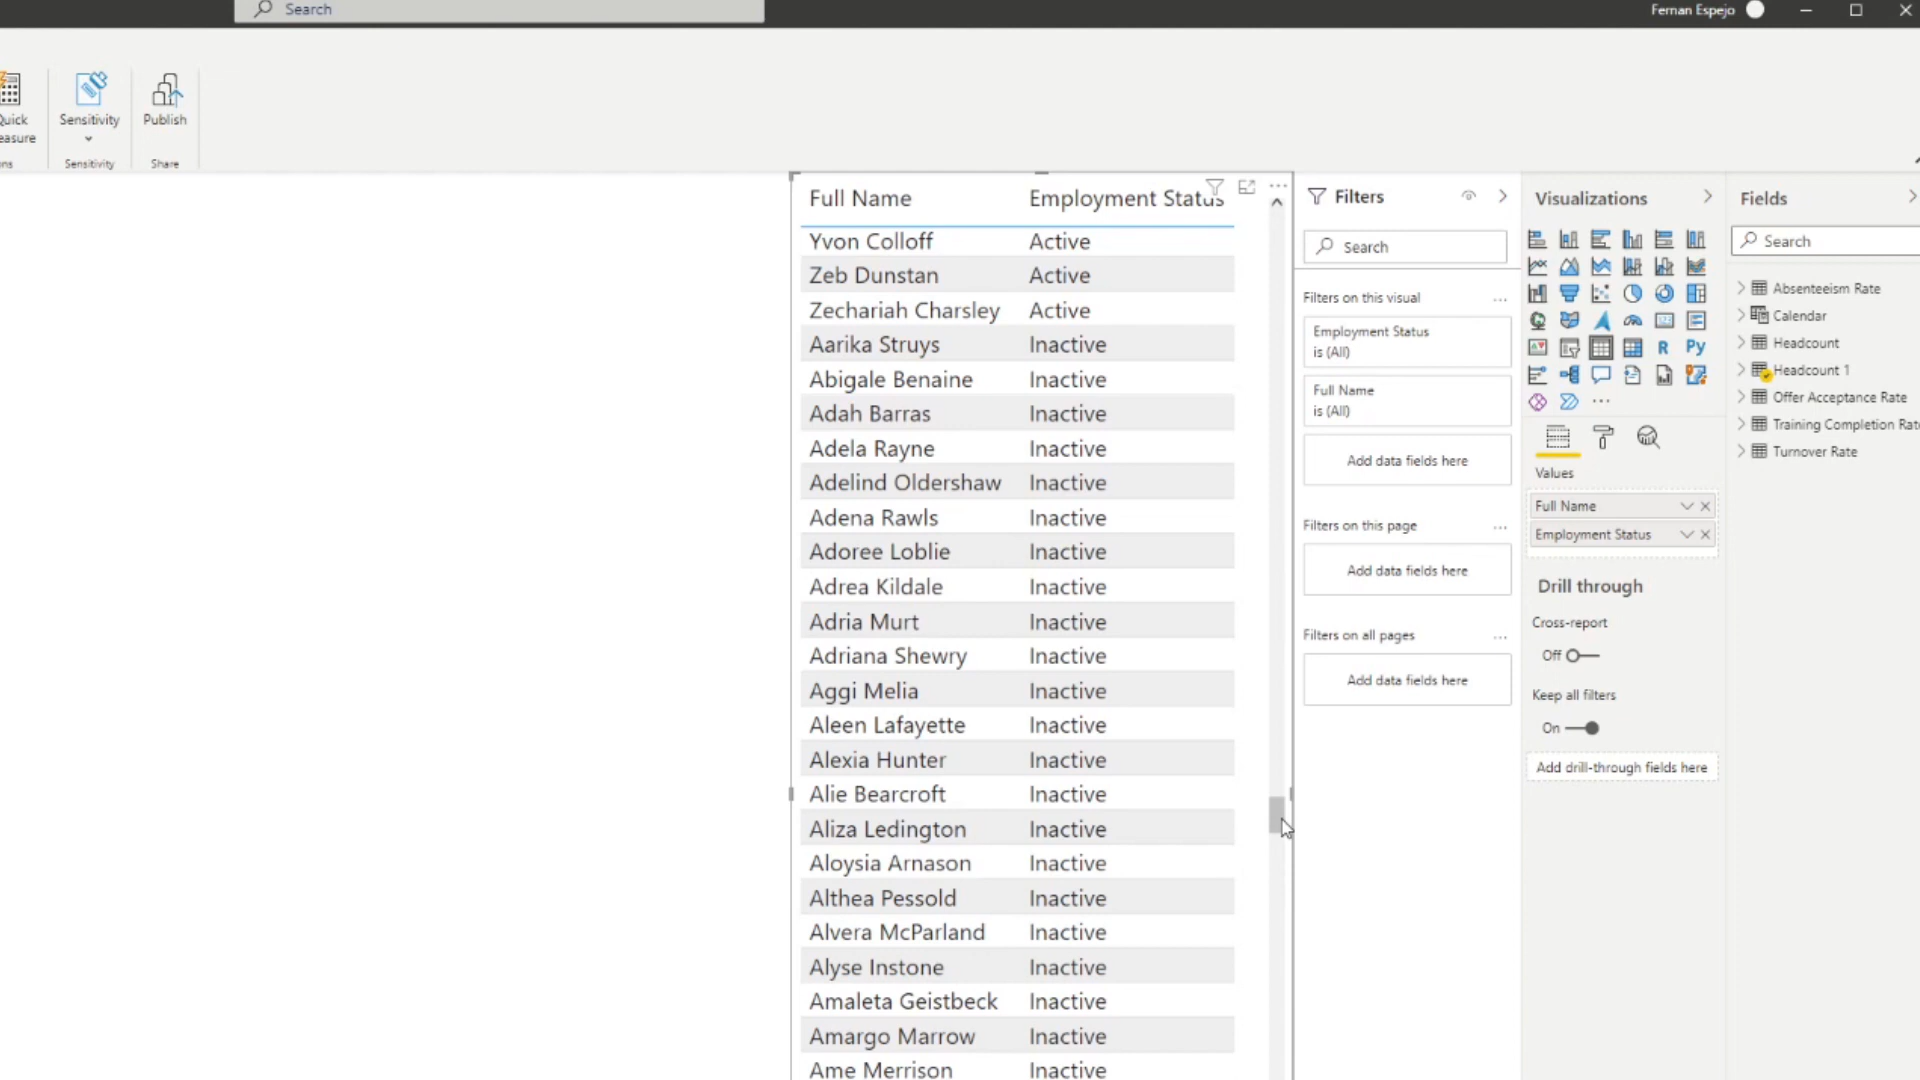 Search
Fernan Espejo
Quick
easure
Sensitivity
Publish
ns
Sensitivity
Share
Full Name Employment Status
Yvon Colloff Active
Zeb Dunstan Active
Zechariah Charsley Active
Aarika Struys Inactive
Abigale Benaine Inactive
Adah Barras Inactive
Adela Rayne Inactive
Adelind Oldershaw Inactive
Adena Rawls Inactive
Adoree Loblie Inactive
Adrea Kildale Inactive
Adria Murt Inactive
Adriana Shewry Inactive
Aggi Melia Inactive
Aleen Lafayette Inactive
Alexia Hunter Inactive
Alie Bearcroft Inactive
Aliza Ledington Inactive
Aloysia Arnason Inactive
Althea Pessold Inactive
Alvera McParland Inactive
Alyse Instone Inactive
Amaleta Geistbeck Inactive
Amargo Marrow Inactive
Ame Merrison Inactive
Filters
Search
Filters on this visual ...
Employment Status
is (All)
Full Name
is (All)
Add data fields here
Filters on this page ...
Add data fields here
Filters on all pages ...
Add data fields here
Visualizations
R Py
...
Values
Full Name
Employment Status
Drill through
Cross-report
Off
Keep all filters
On
Add drill-through fields here
Fields
Search
Absenteeism Rate
Calendar
Headcount
Headcount 1
Offer Acceptance Rate
Training Completion Rate
Turnover Rate